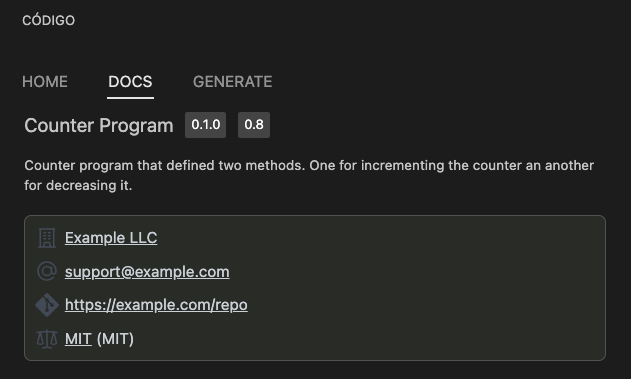 CÓDIGO
HOME DOCS GENERATE
Counter Program 0.1.0 0.8
Counter program that defined two methods. One for incrementing the counter an another
for decreasing it.
Example LLC
support@example.com
https://example.com/repo
MIT (MIT)